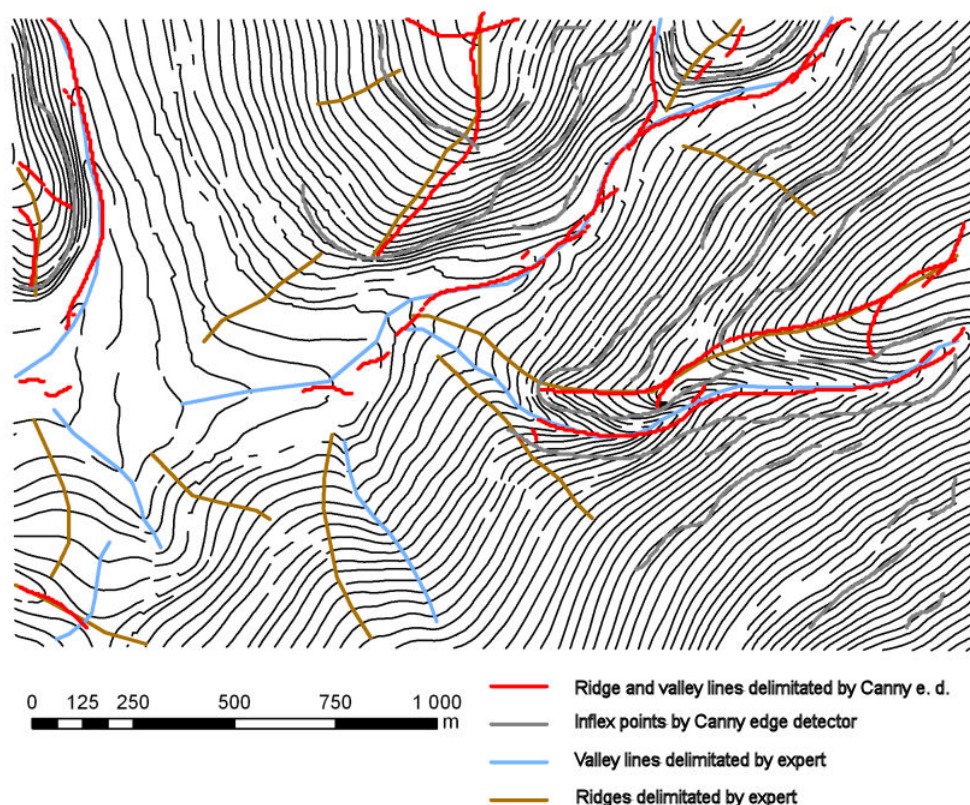 Ridge and valley lines delimitated by Canny e. d.
0 125 250 500 750 1 000
m
Inflex points by Canny edge detector
Valley lines delimitated by expert
Ridges delimitated by expert